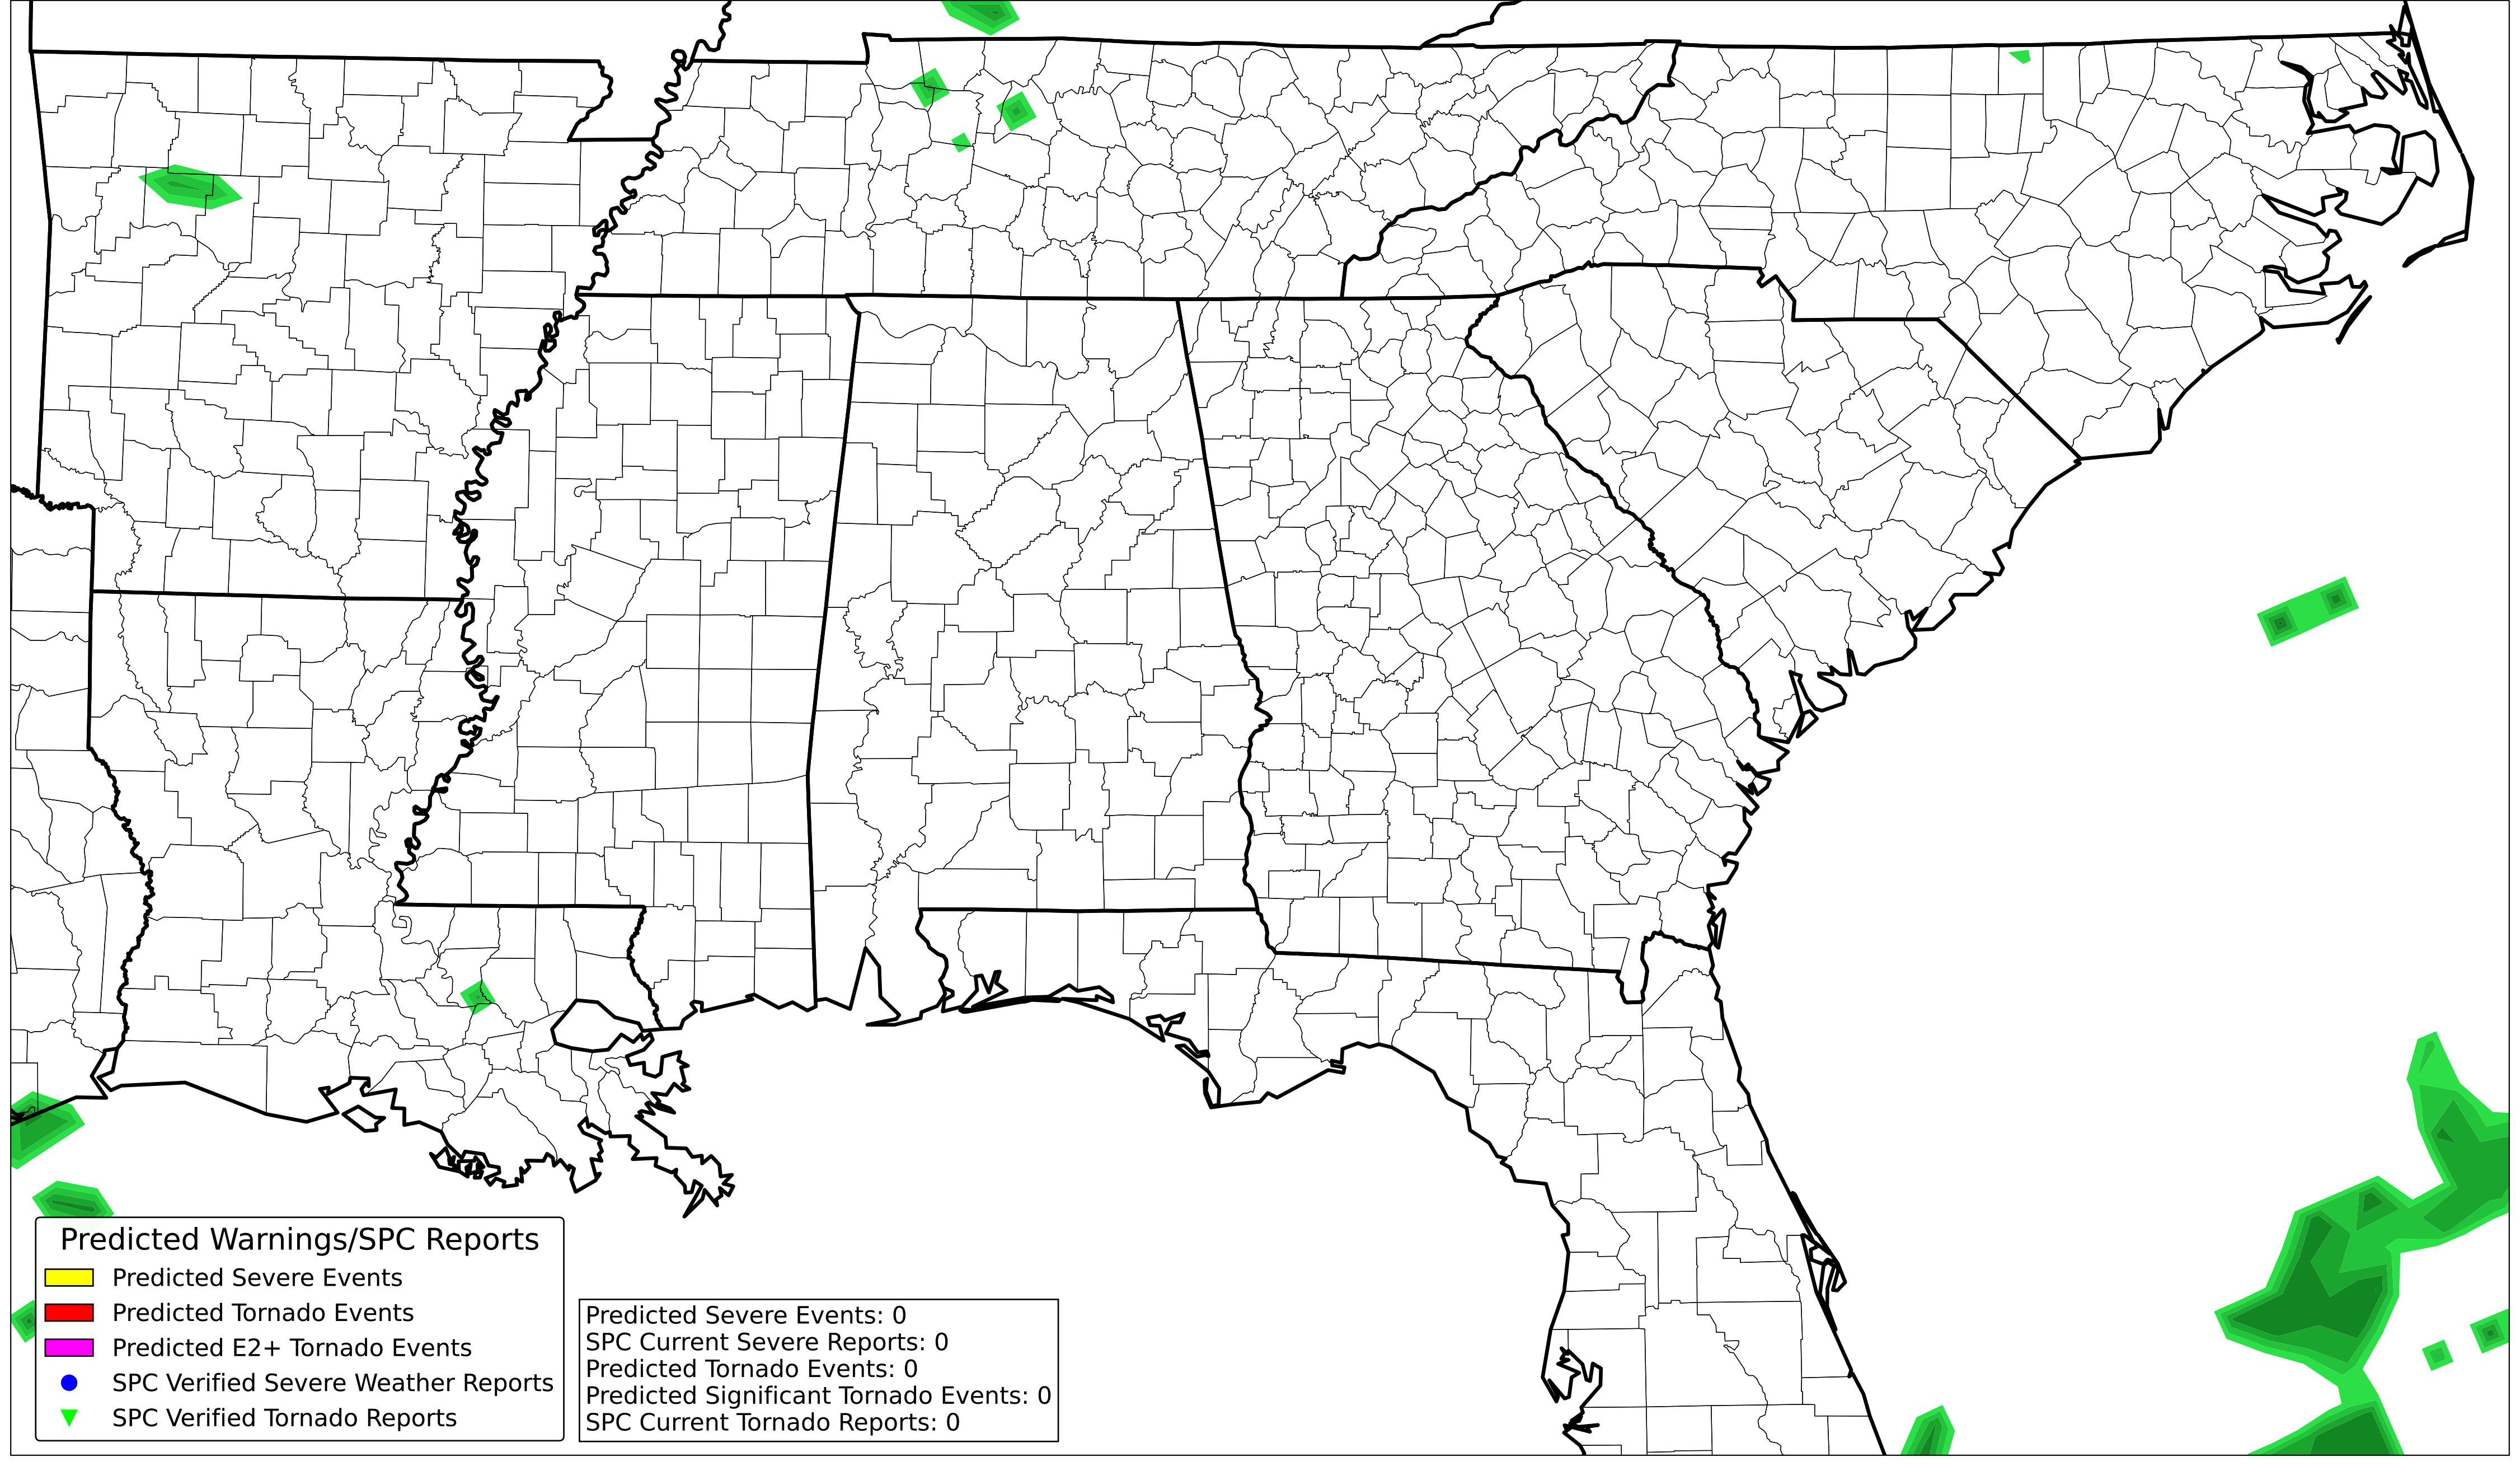 Predicted Warnings/SPC Reports
Predicted Severe Events
Predicted Tornado Events
Predicted E2+ Tornado Events
SPC Verified Severe Weather Reports
SPC Verified Tornado Reports
Predicted Severe Events: 0
SPC Current Severe Reports: 0
Predicted Tornado Events: 0
Predicted Significant Tornado Events: 0
SPC Current Tornado Reports: 0